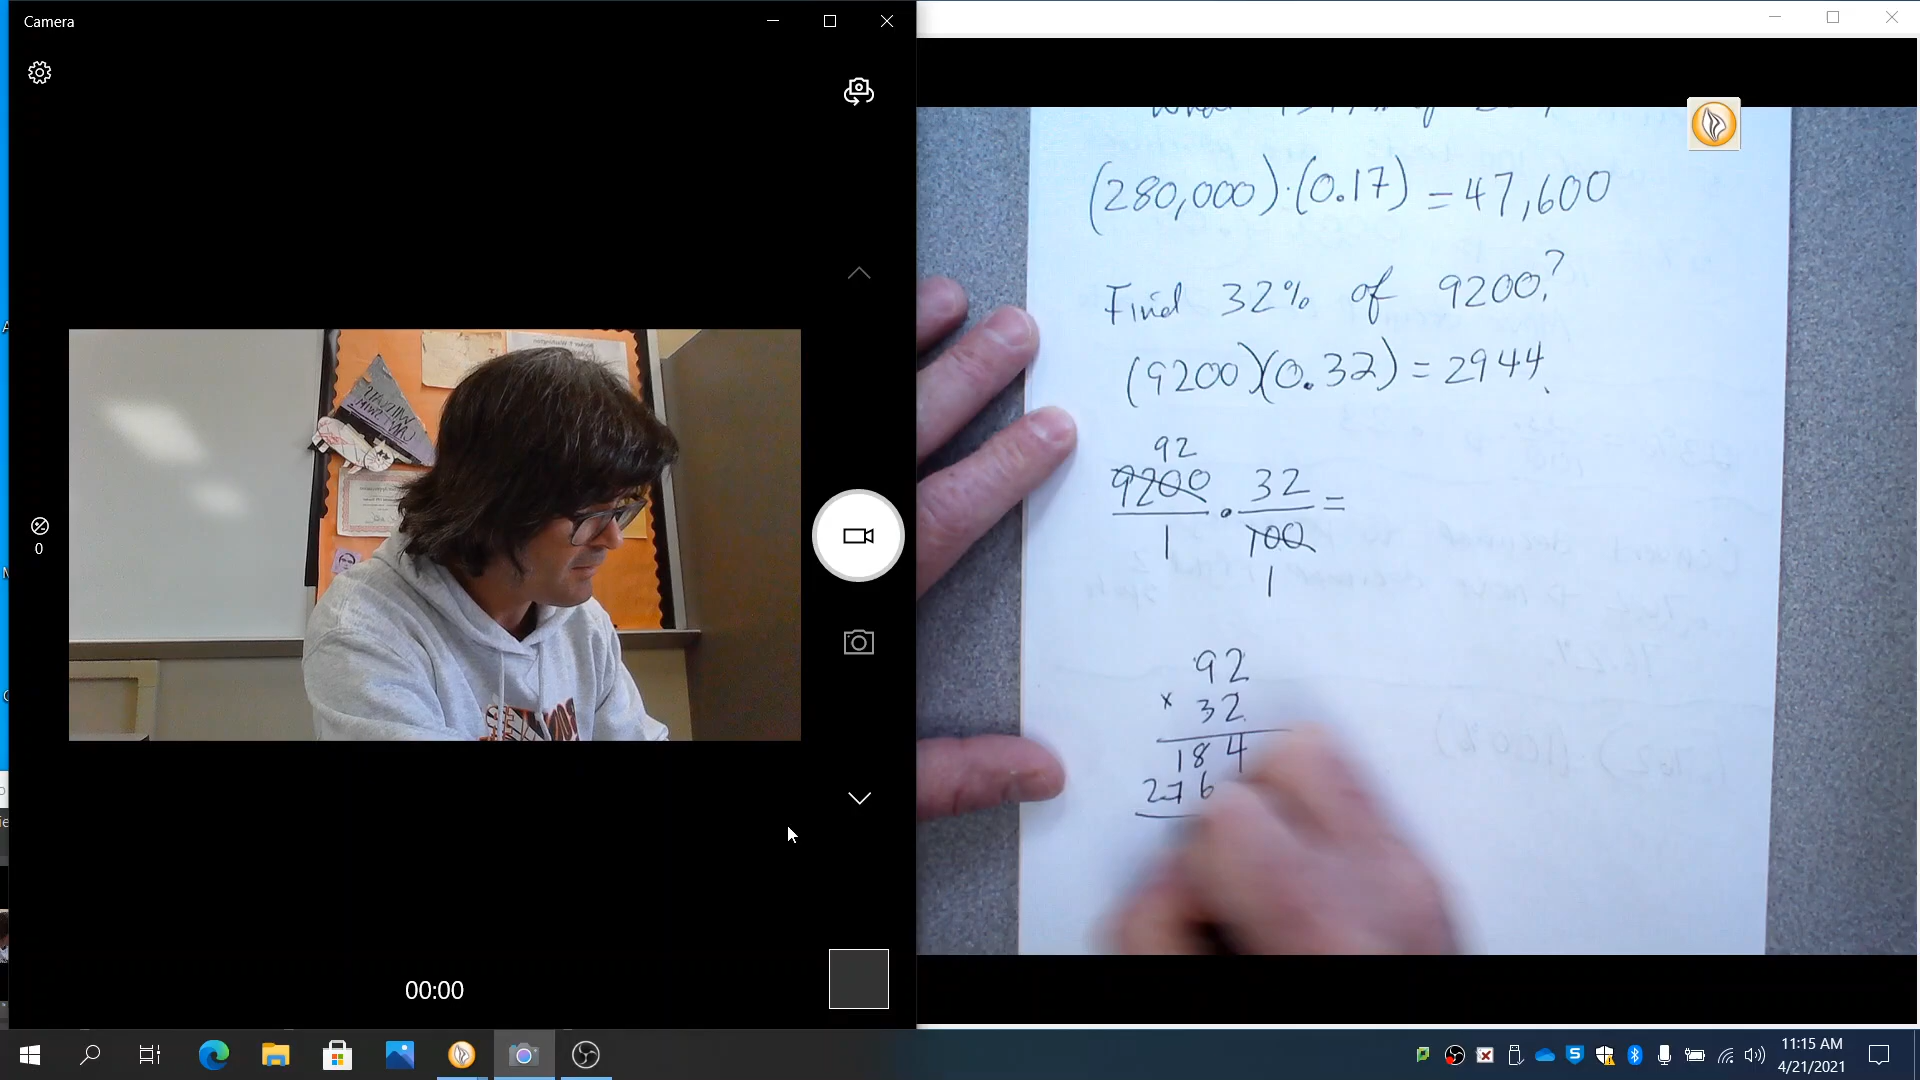 Camera
(280,000)·(0.17) = 47,600
Find 32% of 9200?
(9200)(0.32) = 2944.
92
9200 · 32 =
1 100
1
92
x 32
184
276
0
00:00
11:15 AM
4/21/2021